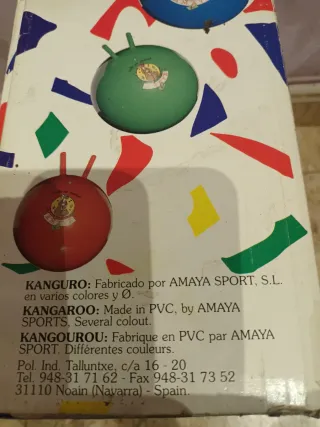 KANGURO: Fabricado por AMAYA SPORT, S.L.
en varios colores y Ø.
KANGAROO: Made in PVC, by AMAYA
SPORTS, Several colout.
KANGOUROU: Fabrique en PVC par AMAYA
SPORT. Différentes couleurs.
Pol. Ind. Talluntxe, c/a 16 - 20
Tel. 948-31 71 62 - Fax 948-31 73 52
31110 Noain (Navarra) - Spain.